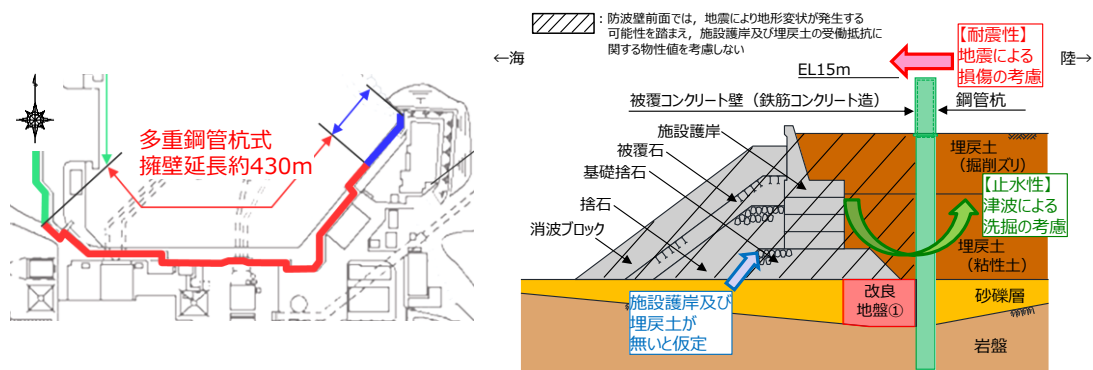 多重鋼管杭式
擁壁延長約430m
：防波壁前面では，地震により地形変状が発生する
可能性を踏まえ，施設護岸及び埋戻土の受働抵抗に
関する物性値を考慮しない
←海
陸→
【耐震性】
地震による
損傷の考慮
EL15m
被覆コンクリート壁（鉄筋コンクリート造）
鋼管杭
施設護岸
被覆石
基礎捨石
捨石
消波ブロック
埋戻土
（掘削ズリ）
【止水性】
津波による
洗掘の考慮
埋戻土
（粘性土）
施設護岸及び
埋戻土が
無いと仮定
改良
地盤①
砂礫層
岩盤